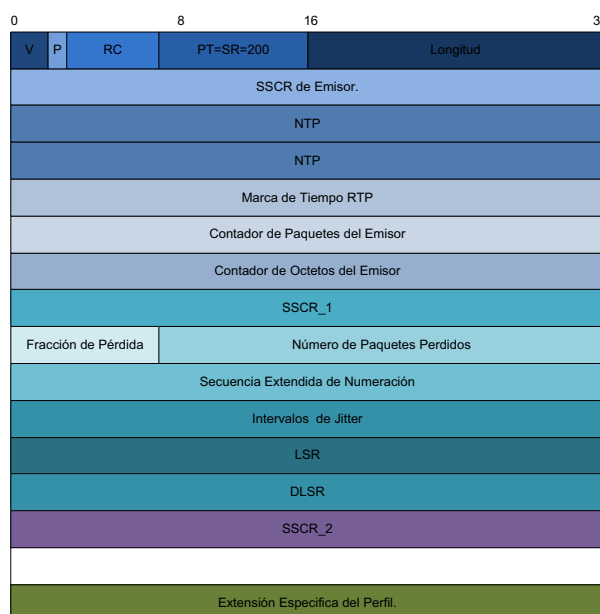 0 8 16 3
V P RC PT=SR=200 Longitud
SSCR de Emisor.
NTP
NTP
Marca de Tiempo RTP
Contador de Paquetes del Emisor
Contador de Octetos del Emisor
SSCR_1
Fracción de Pérdida Número de Paquetes Perdidos
Secuencia Extendida de Numeración
Intervalos de Jitter
LSR
DLSR
SSCR_2
Extensión Especifica del Perfil.